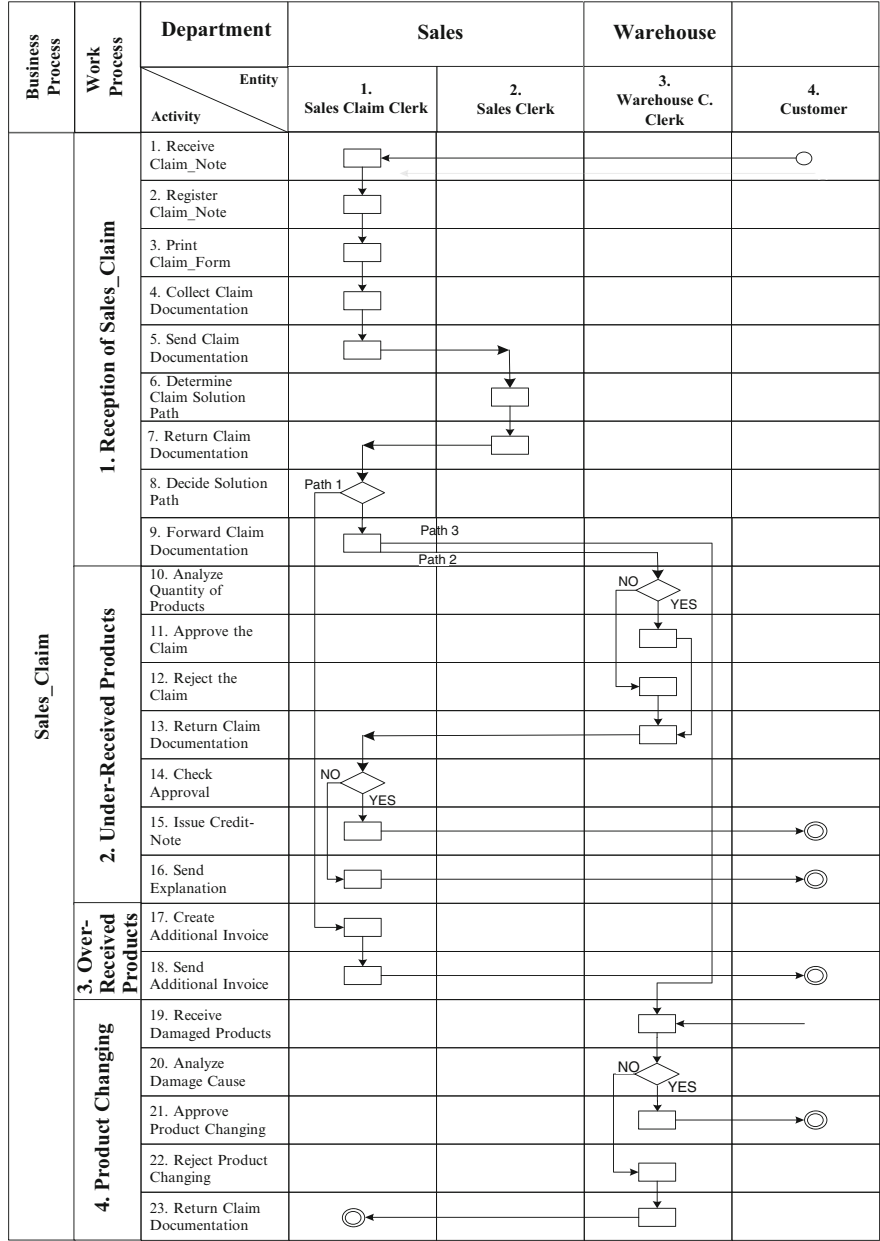 Business
Process
Work
Process
Department
Sales
Warehouse
Entity
Activity
1.
Sales Claim Clerk
2.
Sales Clerk
3.
Warehouse C.
Clerk
4.
Customer
Sales_Claim
1. Reception of Sales_Claim
1. Receive
Claim_Note
2. Register
Claim_Note
3. Print
Claim_Form
4. Collect Claim
Documentation
5. Send Claim
Documentation
6. Determine
Claim Solution
Path
7. Return Claim
Documentation
8. Decide Solution
Path
Path 1
9. Forward Claim
Documentation
Path 3
Path 2
2. Under-Received Products
10. Analyze
Quantity of
Products
NO
YES
11. Approve the
Claim
12. Reject the
Claim
13. Return Claim
Documentation
14. Check
Approval
NO
YES
15. Issue Credit-
Note
16. Send
Explanation
3. Over-
Received
Products
17. Create
Additional Invoice
18. Send
Additional Invoice
4. Product Changing
19. Receive
Damaged Products
20. Analyze
Damage Cause
NO
YES
21. Approve
Product Changing
22. Reject Product
Changing
23. Return Claim
Documentation